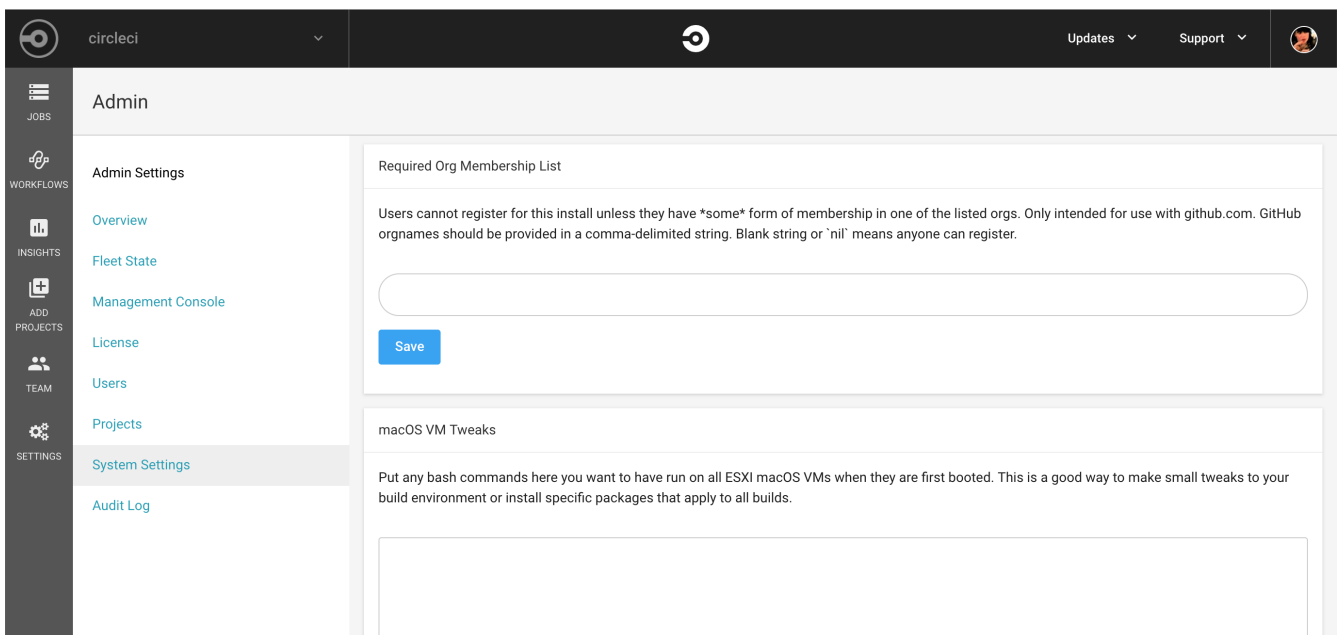 circleci
Updates
Support
JOBS
WORKFLOWS
INSIGHTS
ADD
PROJECTS
TEAM
SETTINGS
Admin
Admin Settings
Overview
Fleet State
Management Console
License
Users
Projects
System Settings
Audit Log
Required Org Membership List
Users cannot register for this install unless they have *some* form of membership in one of the listed orgs. Only intended for use with github.com. GitHub
orgnames should be provided in a comma-delimited string. Blank string or `nil` means anyone can register.
Save
macOS VM Tweaks
Put any bash commands here you want to have run on all ESXI macOS VMs when they are first booted. This is a good way to make small tweaks to your
build environment or install specific packages that apply to all builds.